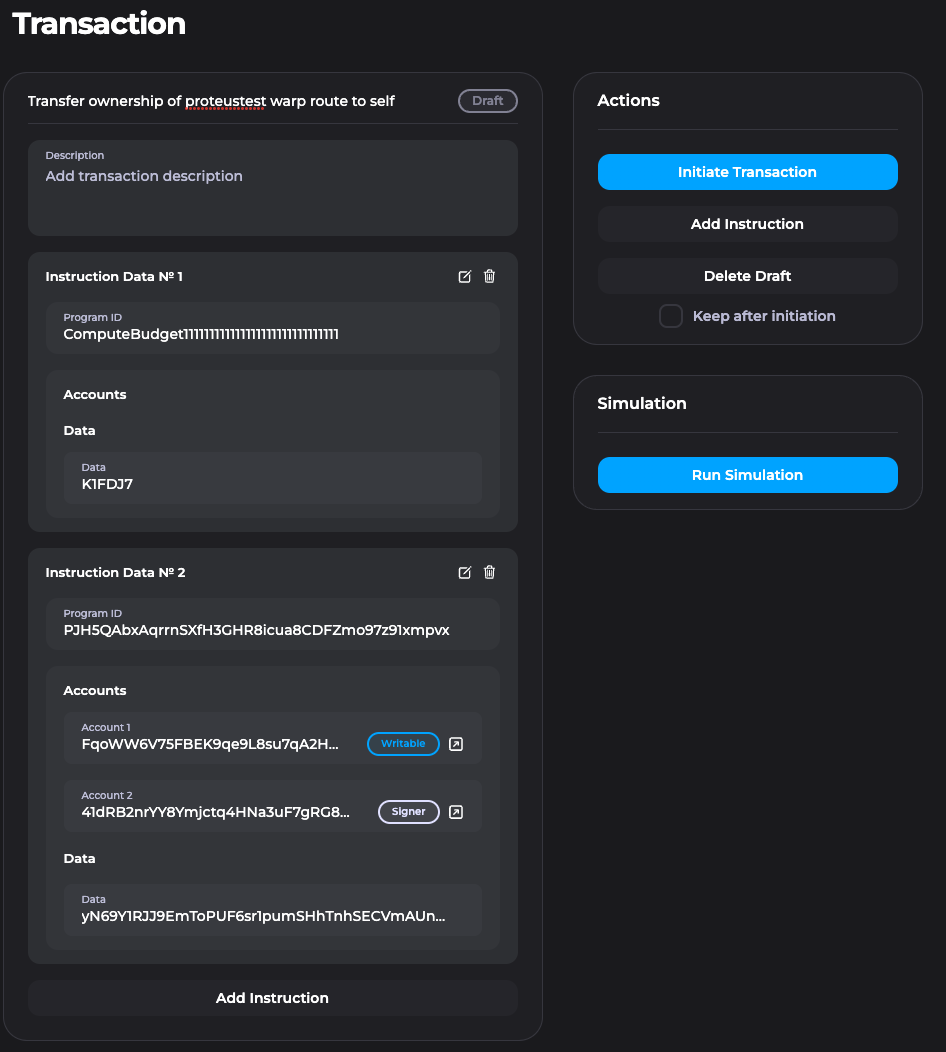 Transaction
Transfer ownership of proteustest warp route to self
Draft
Description
Add transaction description
Instruction Data № 1
Program ID
ComputeBudget111111111111111111111111111111
Accounts
Data
Data
K1FDJ7
Instruction Data № 2
Program ID
PJH5QAbxAqrrnSXfH3GHR8icua8CDFZmo97z91xmpvx
Accounts
Account 1
FqoWW6V75FBEK9qe9L8su7qA2H...
Writable
Account 2
41dRB2nrYY8Ymjctq4HNa3uF7gRG8...
Signer
Data
Data
yN69Y1RJJ9EmToPUF6sr1pumSHhTnhSECVmAUn...
Add Instruction
Actions
Initiate Transaction
Add Instruction
Delete Draft
Keep after initiation
Simulation
Run Simulation